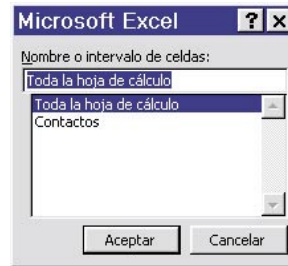 Microsoft Excel
Nombre o intervalo de celdas:
Toda la hoja de cálculo
Toda la hoja de cálculo
Contactos
Aceptar
Cancelar